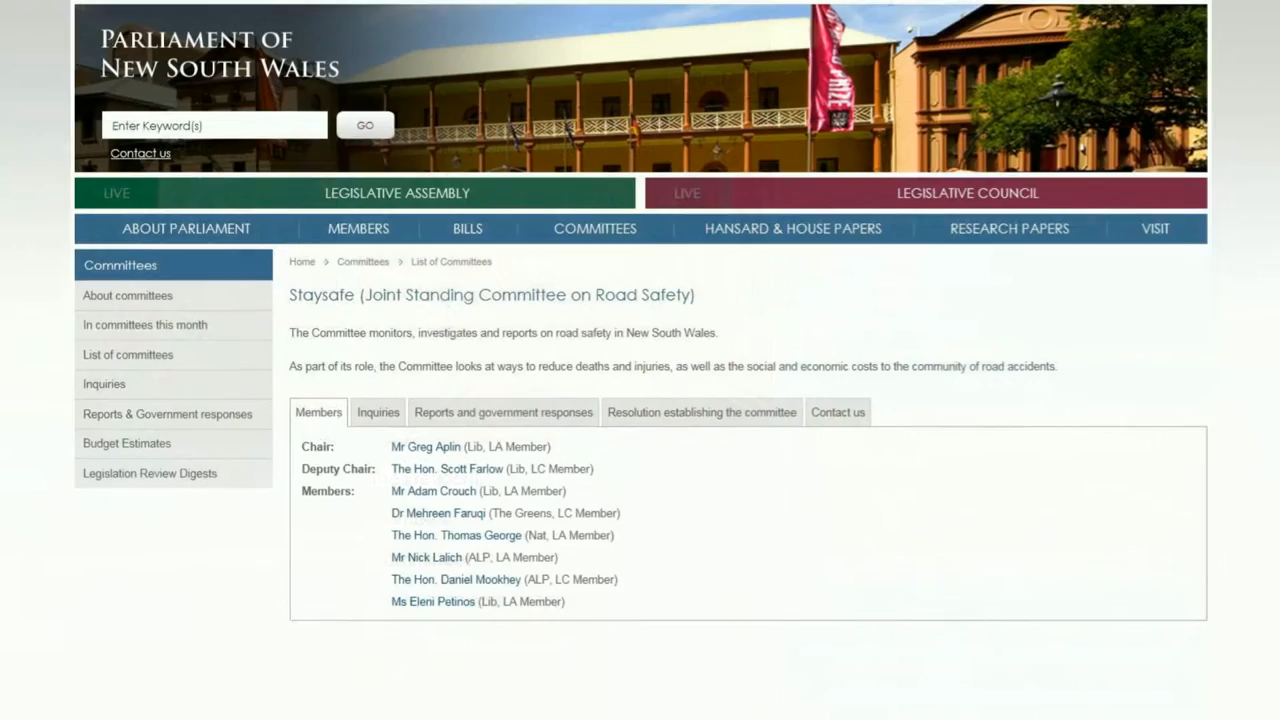 PARLIAMENT OF
NEW SOUTH WALES
Enter Keyword(s) GO
Contact us
LIVE LEGISLATIVE ASSEMBLY LIVE LEGISLATIVE COUNCIL
ABOUT PARLIAMENT MEMBERS BILLS COMMITTEES HANSARD & HOUSE PAPERS RESEARCH PAPERS VISIT
Committees
About committees
In committees this month
List of committees
Inquiries
Reports & Government responses
Budget Estimates
Legislation Review Digests
Home > Committees > List of Committees
Staysafe (Joint Standing Committee on Road Safety)
The Committee monitors, investigates and reports on road safety in New South Wales.
As part of its role, the Committee looks at ways to reduce deaths and injuries, as well as the social and economic costs to the community of road accidents.
Members Inquiries Reports and government responses Resolution establishing the committee Contact us
Chair: Mr Greg Aplin (Lib, LA Member)
Deputy Chair: The Hon. Scott Farlow (Lib, LC Member)
Members: Mr Adam Crouch (Lib, LA Member)
Dr Mehreen Faruqi (The Greens, LC Member)
The Hon. Thomas George (Nat, LA Member)
Mr Nick Lalich (ALP, LA Member)
The Hon. Daniel Mookhey (ALP, LC Member)
Ms Eleni Petinos (Lib, LA Member)